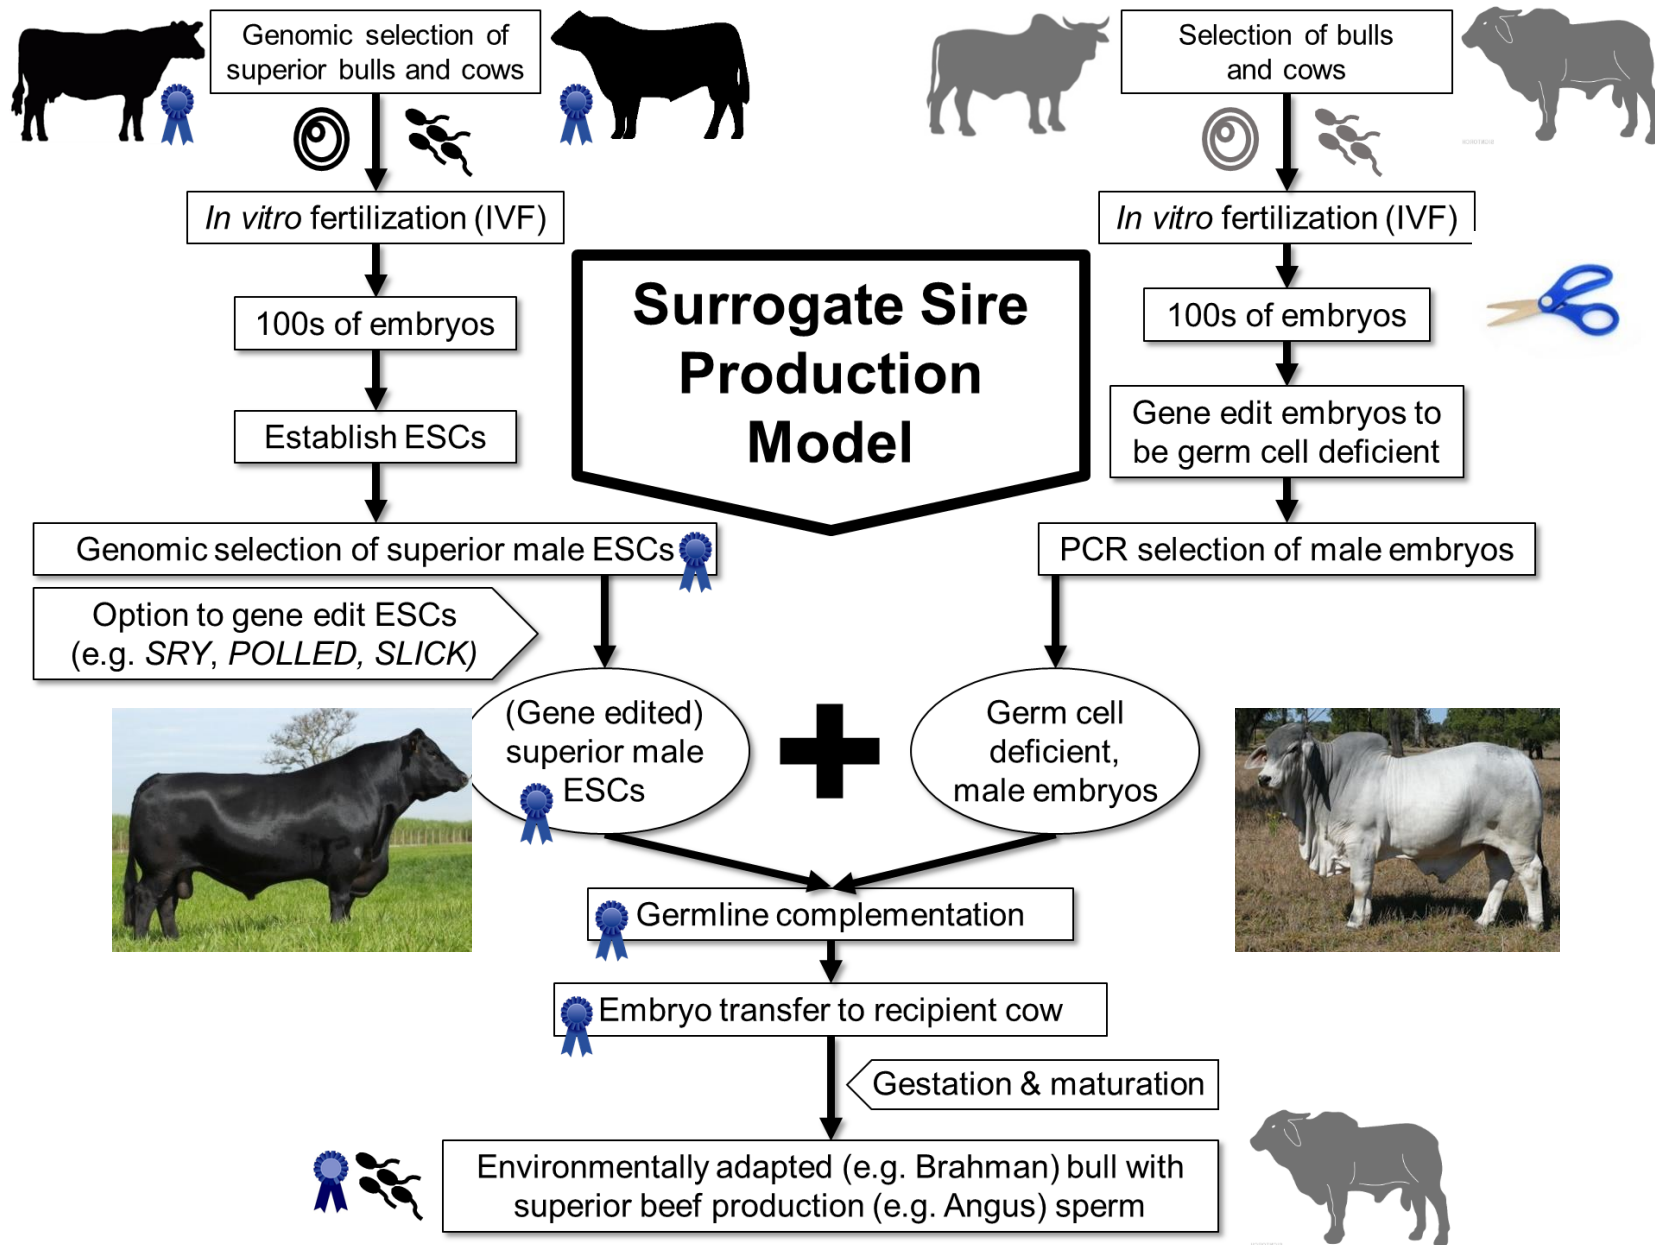 Genomic selection of
superior bulls and cows
Selection of bulls
and cows
In vitro fertilization (IVF)
In vitro fertilization (IVF)
100s of embryos
100s of embryos
Surrogate Sire
Production
Model
Establish ESCs
Gene edit embryos to
be germ cell deficient
Genomic selection of superior male ESCs
PCR selection of male embryos
Option to gene edit ESCs
(e.g. SRY, POLLED, SLICK)
(Gene edited)
superior male
ESCs
Germ cell
deficient,
male embryos
Germline complementation
Embryo transfer to recipient cow
Gestation & maturation
Environmentally adapted (e.g. Brahman) bull with
superior beef production (e.g. Angus) sperm